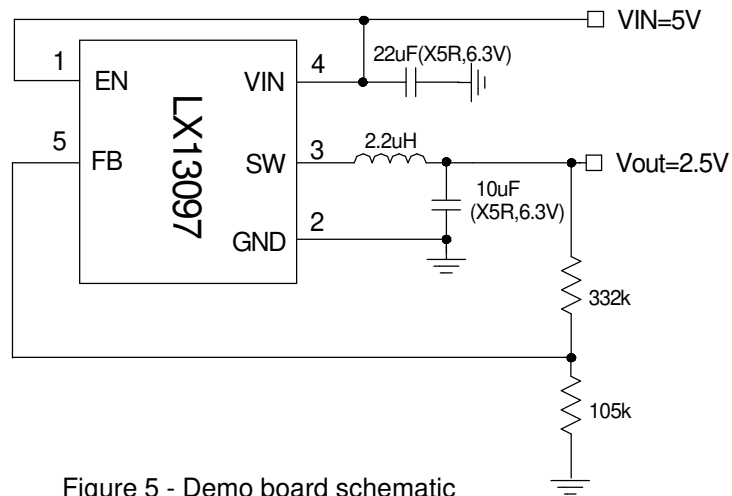 VIN=5V
1
EN
VIN
4
22uF(X5R,6.3V)
LX13097
5
FB
SW
3
2.2uH
Vout=2.5V
10uF
(X5R,6.3V)
GND
2
332k
105k
Figure 5 - Demo board schematic